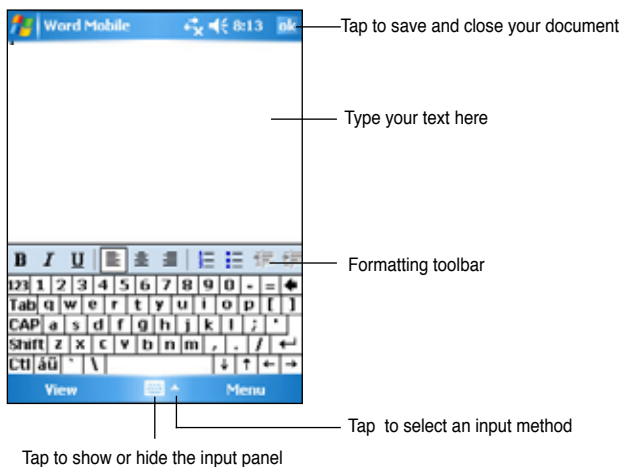 Word Mobile 8:13 ok
Tap to save and close your document
Type your text here
B I U
Formatting toolbar
123 1 2 3 4 5 6 7 8 9 0 - =
Tab q w e r t y u i o p [ ]
CAP a s d f g h j k l ; '
Shift z x c v b n m , . /
Ctl áü ` \
View Menu
Tap to select an input method
Tap to show or hide the input panel